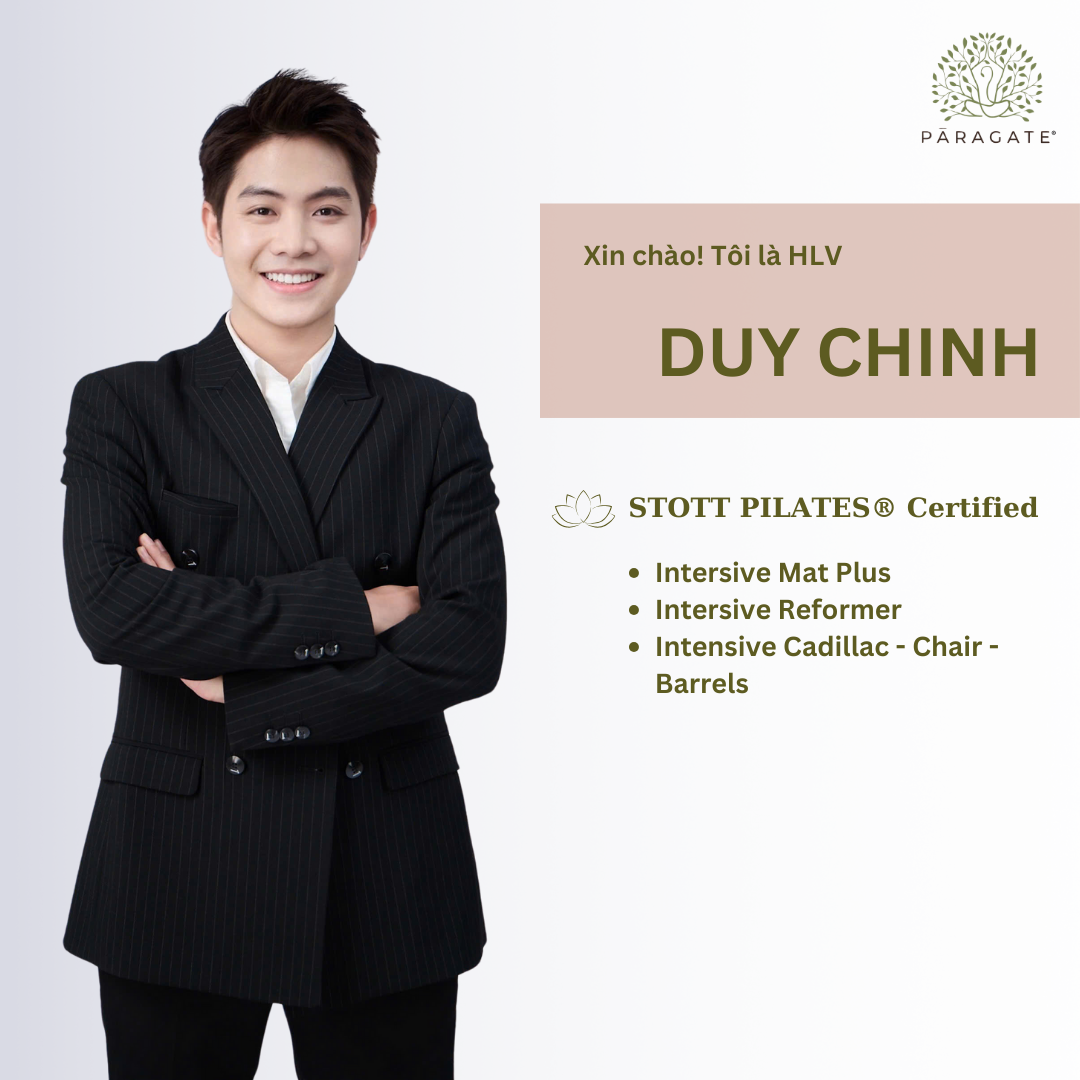 PĀRAGATE®
Xin chào! Tôi là HLV
DUY CHINH
STOTT PILATES® Certified
• Intersive Mat Plus
• Intersive Reformer
• Intensive Cadillac - Chair -
Barrels